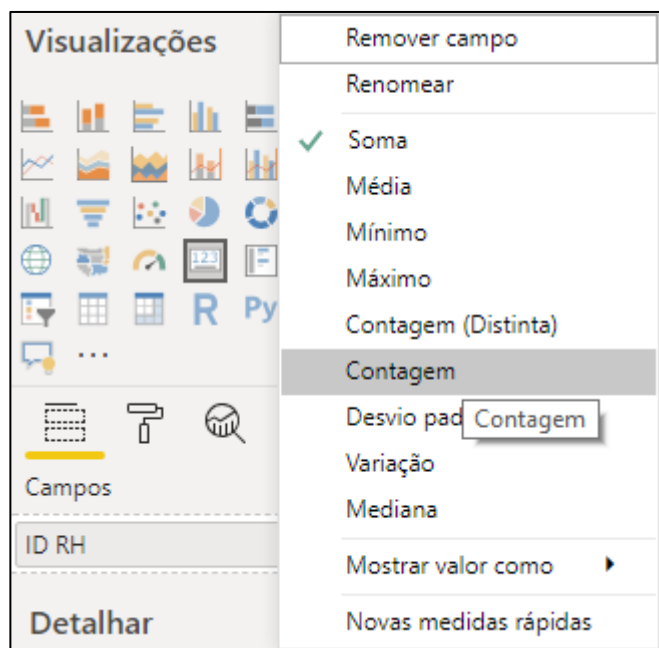 Visualizações
123
R Py
...
Campos
ID RH
Detalhar
Remover campo
Renomear
Soma
Média
Mínimo
Máximo
Contagem (Distinta)
Contagem
Desvio pad
Contagem
Variação
Mediana
Mostrar valor como
Novas medidas rápidas